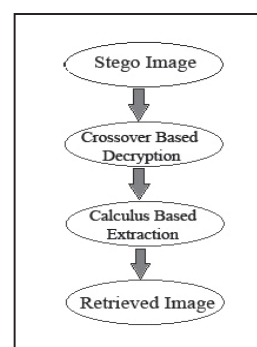 Stego Image
Crossover Based
Decryption
Calculus Based
Extraction
Retrieved Image